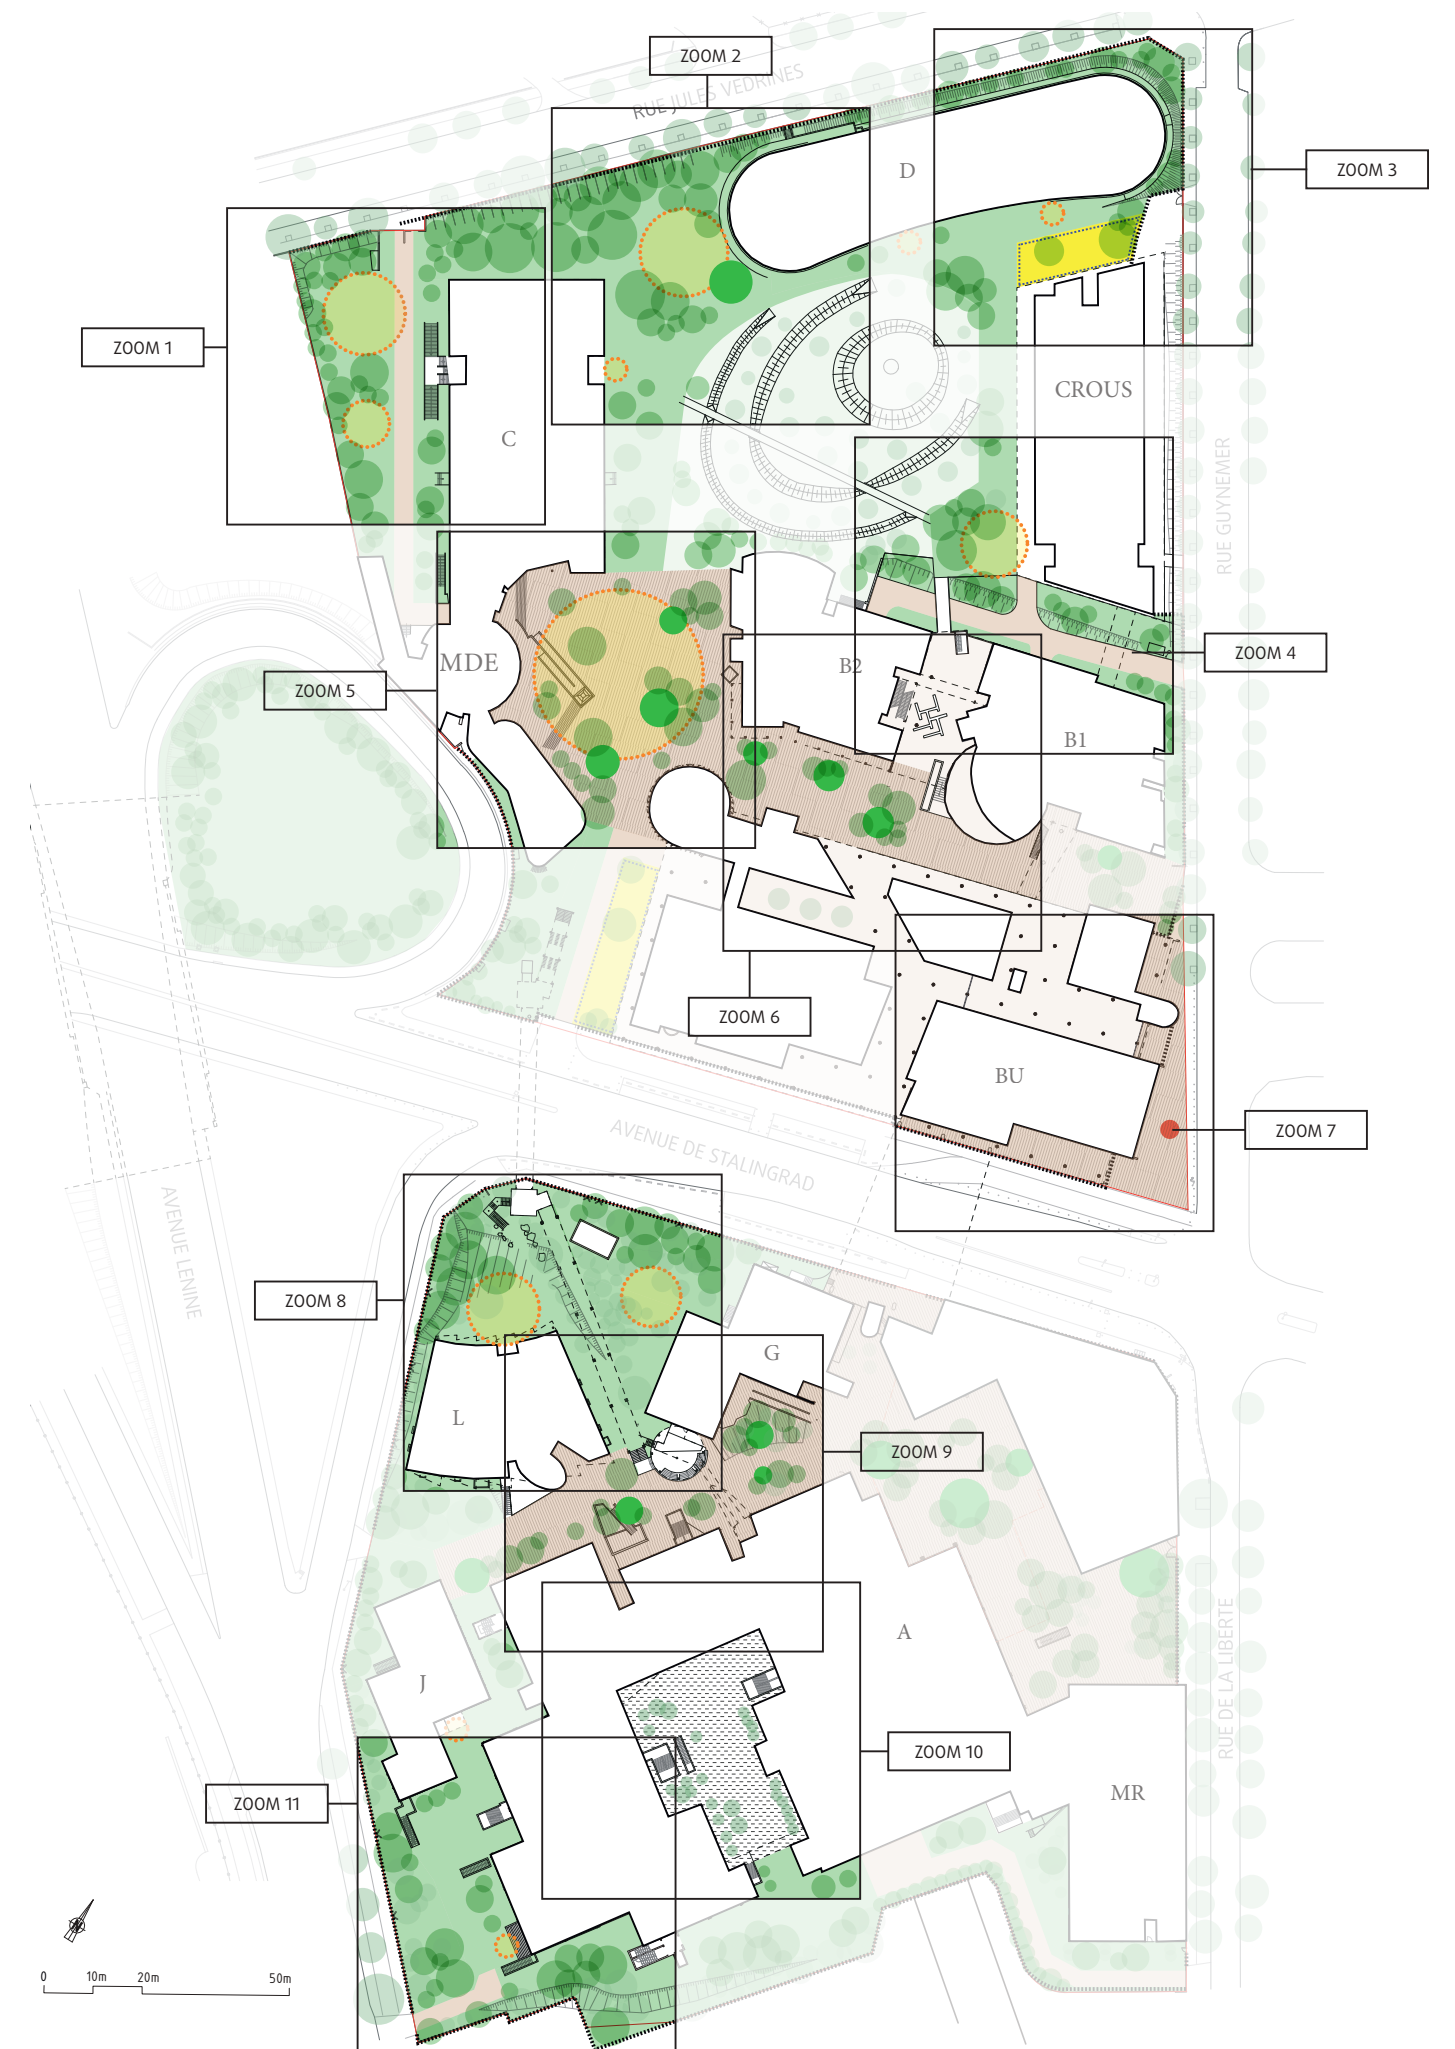 ZOOM 2
RUE JULES VEDRINES
D
ZOOM 3
ZOOM 1
CROUS
C
RUE GUYNEMER
ZOOM 4
MDE
B2
ZOOM 5
B1
ZOOM 6
BU
ZOOM 7
AVENUE DE STALINGRAD
AVENUE LENINE
ZOOM 8
G
L
ZOOM 9
A
J
RUE DE LA LIBERTE
ZOOM 10
MR
ZOOM 11
N
0 10m 20m 50m